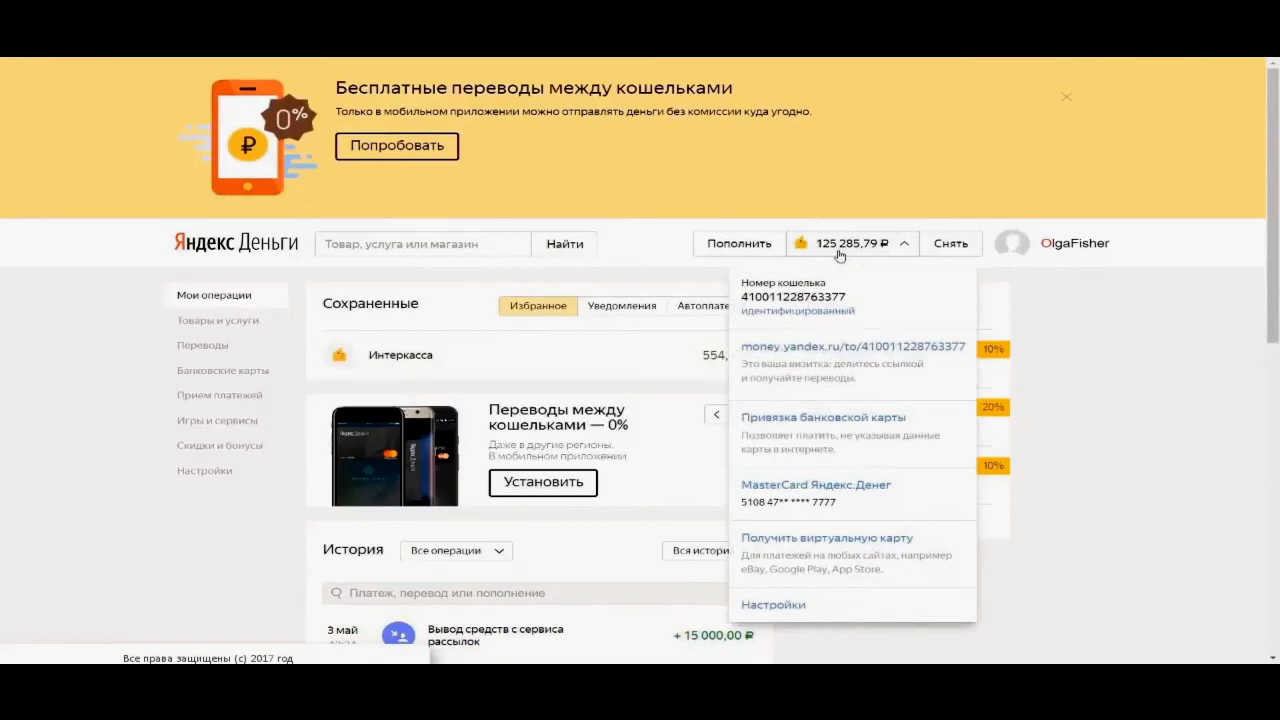 Бесплатные переводы между кошельками
Только в мобильном приложении можно отправлять деньги без комиссии куда угодно.
0%
₽
Попробовать
Яндекс Деньги
Товар, услуга или магазин
Найти
Пополнить
125 285,79 ₽
Снять
OlgaFisher
Мои операции
Товары и услуги
Переводы
Банковские карты
Прием платежей
Игры и сервисы
Скидки и бонусы
Настройки
Сохраненные
Избранное
Уведомления
Автоплате
Интеркасса
554,
Переводы между
кошельками — 0%
Даже в другие регионы.
В мобильном приложении.
Установить
История
Все операции
Вся истори
Платеж, перевод или пополнение
3 май
Вывод средств с сервиса
рассылок
+ 15 000,00 ₽
Номер кошелька
410011228763377
идентифицированный
money.yandex.ru/to/410011228763377
Это ваша визитка: делитесь ссылкой
и получайте переводы.
Привязка банковской карты
Позволяет платить, не указывая данные
карты в интернете.
MasterCard Яндекс.Денег
5108 47** **** 7777
Получить виртуальную карту
Для платежей на любых сайтах, например
eBay, Google Play, App Store.
Настройки
10%
20%
10%
Все права защищены (с) 2017 год